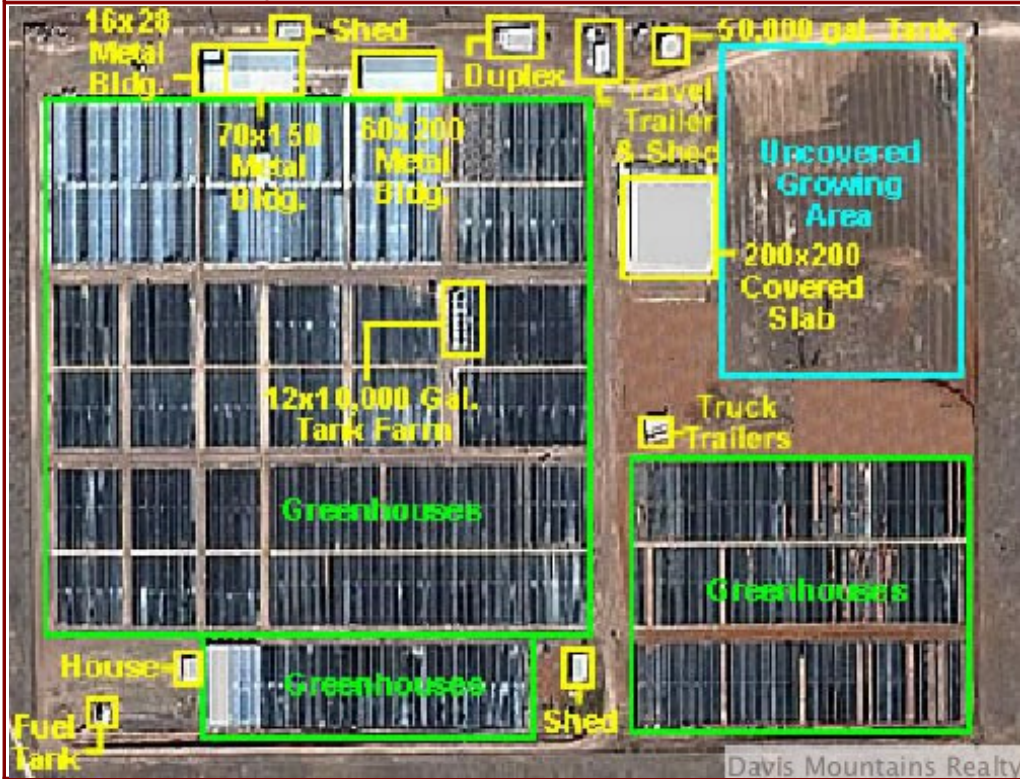 16x28
Metal
Bldg.
Shed
Duplex
50,000 gal. Tank
Travel
Trailer
& Shed
70x150
Metal
Bldg.
60x200
Metal
Bldg.
Uncovered
Growing
Area
200x200
Covered
Slab
12x10,000 Gal.
Tank Farm
Truck
Trailers
Greenhouses
Greenhouses
House
Greenhouses
Shed
Fuel
Tank
Davis Mountains Realty